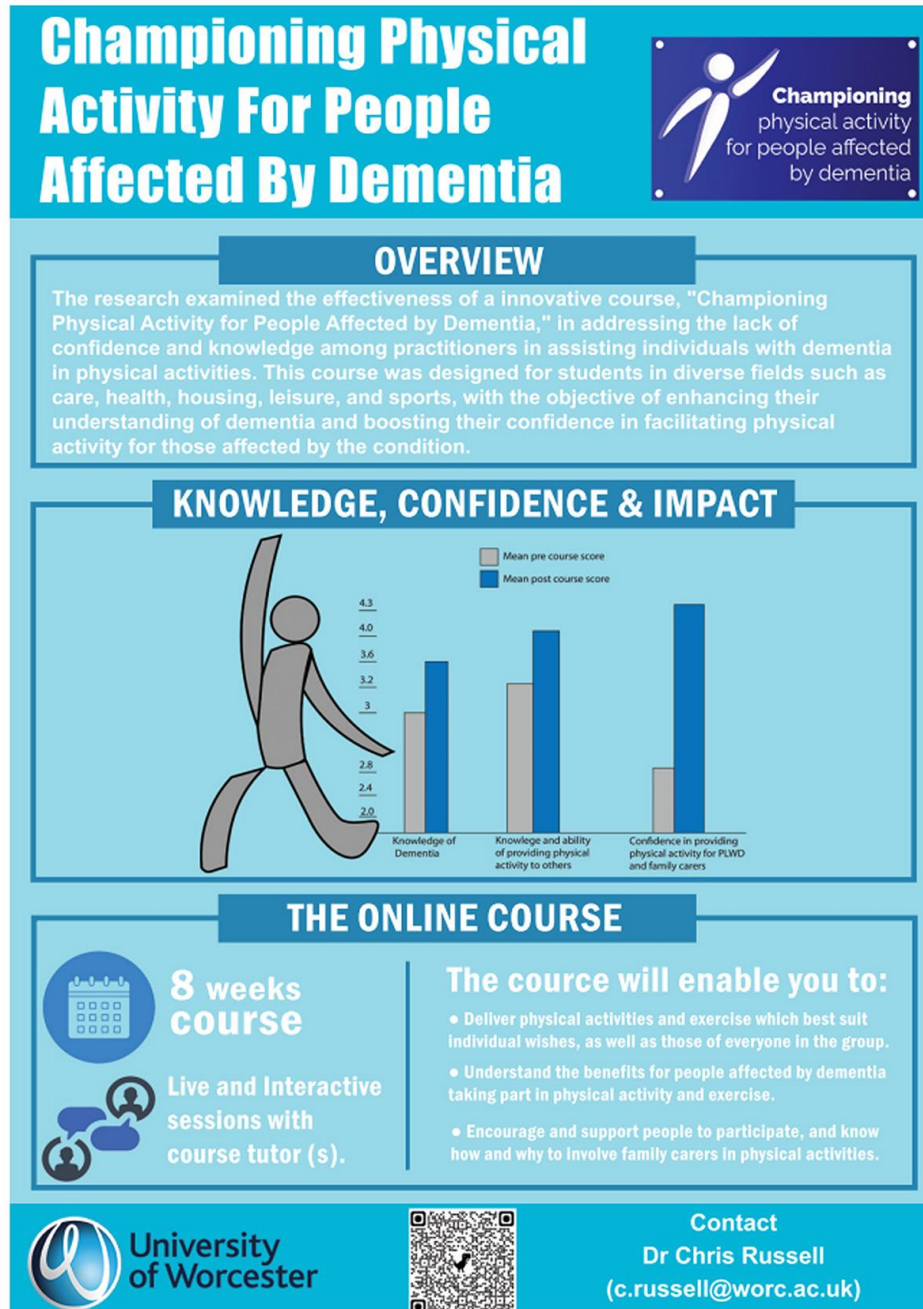 Championing Physical
Activity For People
Affected By Dementia
Championing
physical activity
for people affected
by dementia
OVERVIEW
The research examined the effectiveness of a innovative course, "Championing
Physical Activity for People Affected by Dementia," in addressing the lack of
confidence and knowledge among practitioners in assisting individuals with dementia
in physical activities. This course was designed for students in diverse fields such as
care, health, housing, leisure, and sports, with the objective of enhancing their
understanding of dementia and boosting their confidence in facilitating physical
activity for those affected by the condition.
KNOWLEDGE, CONFIDENCE & IMPACT
Mean pre course score
Mean post course score
4.3
4.0
3.6
3.2
3
2.8
2.4
2.0
Knowledge of
Dementia
Knowlege and ability
of providing physical
activity to others
Confidence in providing
physical activity for PLWD
and family carers
THE ONLINE COURSE
8 weeks
course
Live and Interactive
sessions with
course tutor (s).
The cource will enable you to:
● Deliver physical activities and exercise which best suit
individual wishes, as well as those of everyone in the group.
● Understand the benefits for people affected by dementia
taking part in physical activity and exercise.
● Encourage and support people to participate, and know
how and why to involve family carers in physical activities.
University
of Worcester
Contact
Dr Chris Russell
(c.russell@worc.ac.uk)